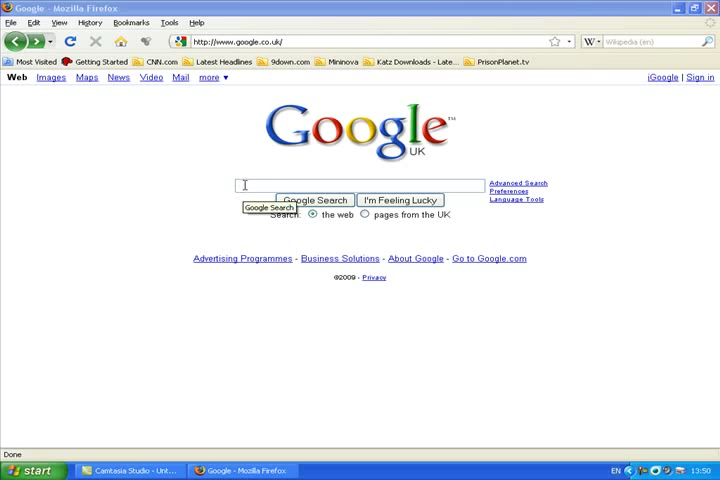 Google - Mozilla Firefox
File Edit View History Bookmarks Tools Help
http://www.google.co.uk/ W Wikipedia (en)
Most Visited Getting Started CNN.com Latest Headlines 9down.com Mininova Katz Downloads - Late... PrisonPlanet.tv
Web Images Maps News Video Mail more ▼ iGoogle | Sign in
Google™
UK
Advanced Search
Preferences
Language Tools
Google Search I'm Feeling Lucky
Google Search
Search: the web pages from the UK
Advertising Programmes - Business Solutions - About Google - Go to Google.com
©2009 - Privacy
Done
start Camtasia Studio - Unt... Google - Mozilla Firefox EN 13:50